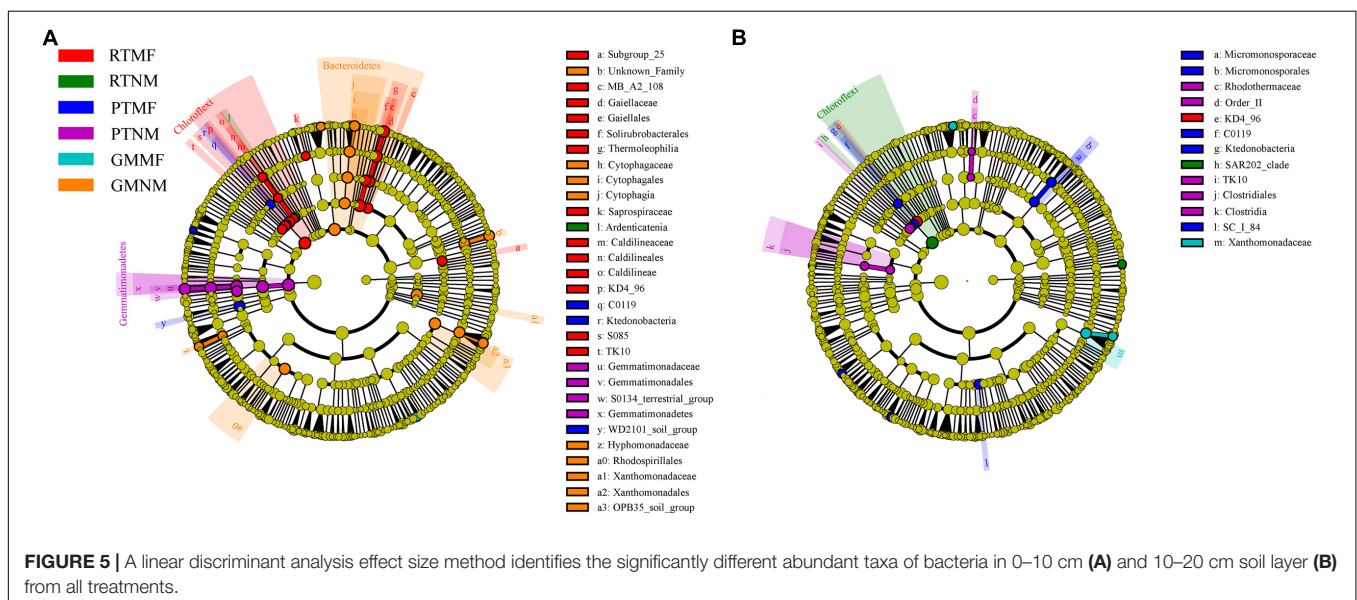 A
RTMF
RTNM
PTMF
PTNM
GMMF
GMNM
Chloroflexi
Bacteroidetes
Gemmatimonadetes
a: Subgroup_25
b: Unknown_Family
c: MB_A2_108
d: Gaiellaceae
e: Gaiellales
f: Solirubrobacterales
g: Thermoleophilia
h: Cytophagaceae
i: Cytophagales
j: Cytophagia
k: Saprospiraceae
l: Ardenticatenia
m: Caldilineaceae
n: Caldilineales
o: Caldilineae
p: KD4_96
q: C0119
r: Ktedonobacteria
s: S085
t: TK10
u: Gemmatimonadaceae
v: Gemmatimonadales
w: S0134_terrestrial_group
x: Gemmatimonadetes
y: WD2101_soil_group
z: Hyphomonadaceae
a0: Rhodospirillales
a1: Xanthomonadaceae
a2: Xanthomonadales
a3: OPB35_soil_group
B
Chloroflexi
a: Micromonosporaceae
b: Micromonosporales
c: Rhodothermaceae
d: Order_II
e: KD4_96
f: C0119
g: Ktedonobacteria
h: SAR202_clade
i: TK10
j: Clostridiales
k: Clostridia
l: SC_I_84
m: Xanthomonadaceae
FIGURE 5 | A linear discriminant analysis effect size method identifies the significantly different abundant taxa of bacteria in 0–10 cm (A) and 10–20 cm soil layer (B)
from all treatments.